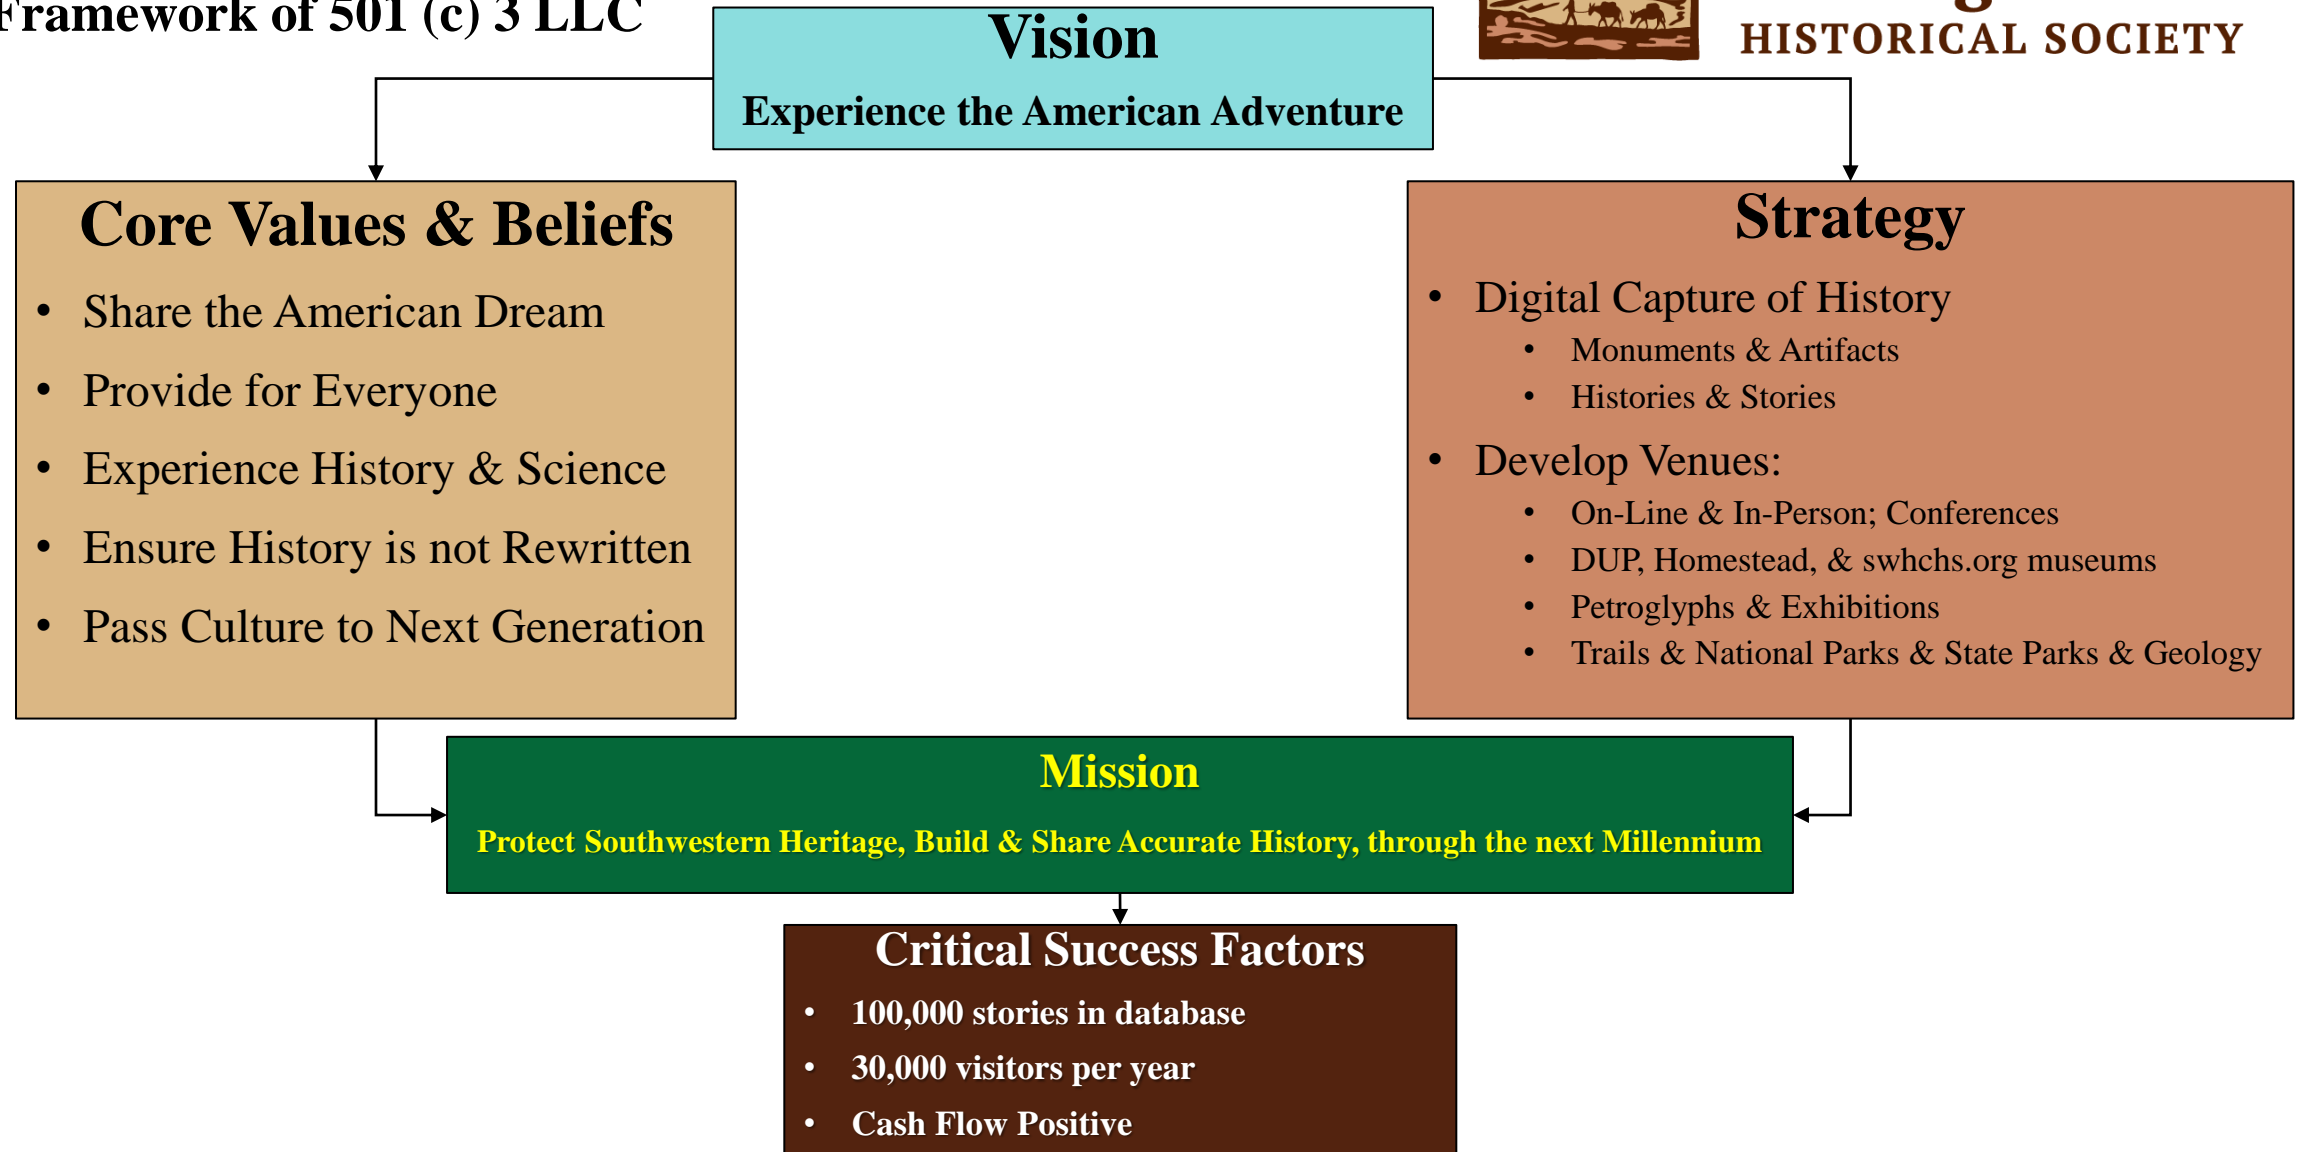 Framework of 501 (c) 3 LLC
HISTORICAL SOCIETY
Vision
Experience the American Adventure
Core Values & Beliefs
• Share the American Dream
• Provide for Everyone
• Experience History & Science
• Ensure History is not Rewritten
• Pass Culture to Next Generation
Strategy
• Digital Capture of History
• Monuments & Artifacts
• Histories & Stories
• Develop Venues:
• On-Line & In-Person; Conferences
• DUP, Homestead, & swhchs.org museums
• Petroglyphs & Exhibitions
• Trails & National Parks & State Parks & Geology
Mission
Protect Southwestern Heritage, Build & Share Accurate History, through the next Millennium
Critical Success Factors
• 100,000 stories in database
• 30,000 visitors per year
• Cash Flow Positive